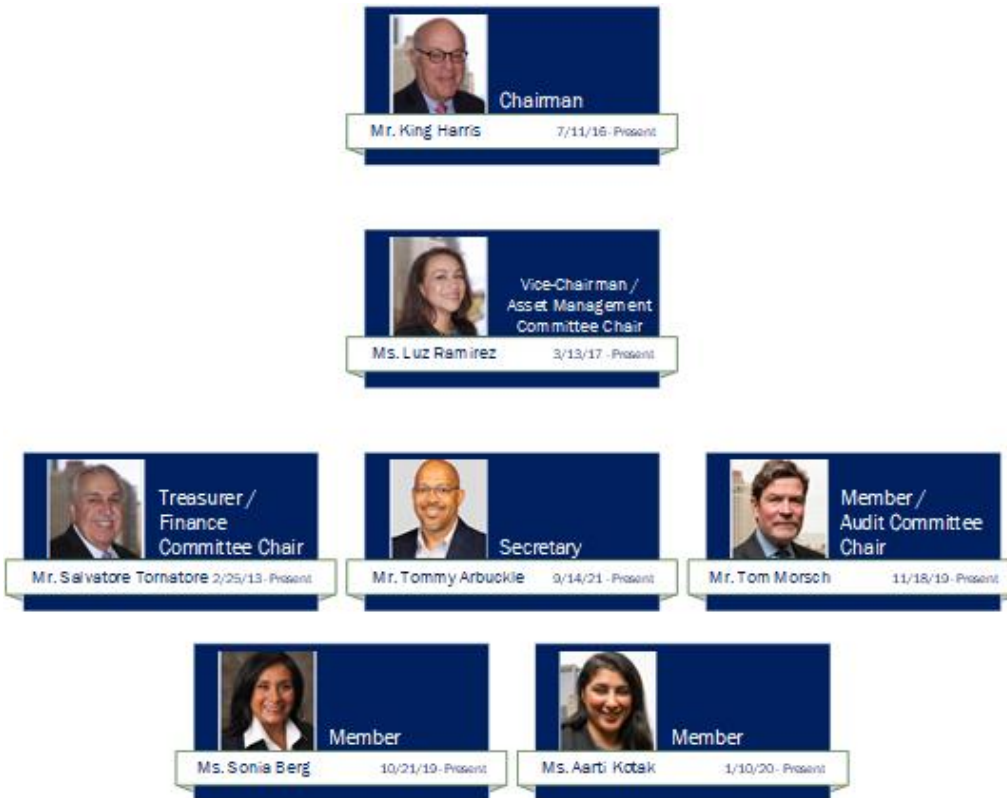 Chairman
Mr. King Harris 7/11/16 - Present
Vice-Chairman /
Asset Management
Committee Chair
Ms. Luz Ramirez 3/13/17 - Present
Treasurer /
Finance
Committee Chair
Mr. Salvatore Tornatore 2/25/13 - Present
Secretary
Mr. Tommy Arbuckle 9/14/21 - Present
Member /
Audit Committee
Chair
Mr. Tom Morsch 11/18/19 - Present
Member
Ms. Sonia Berg 10/21/19 - Present
Member
Ms. Aarti Kotak 1/10/20 - Present